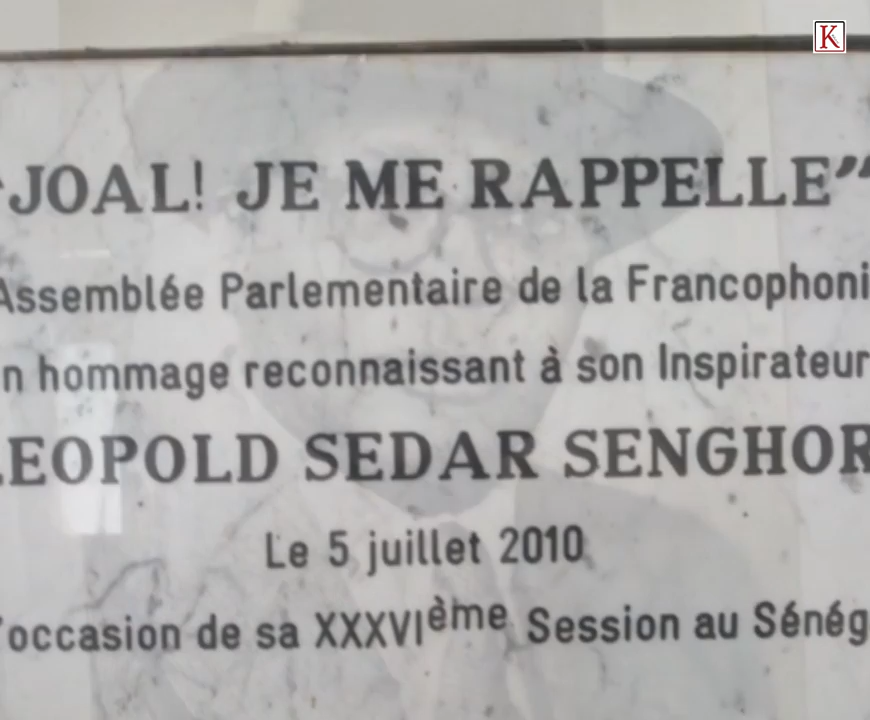 K
"JOAL! JE ME RAPPELLE"
Assemblée Parlementaire de la Francophoni
n hommage reconnaissant à son Inspirateur
LEOPOLD SEDAR SENGHOR
Le 5 juillet 2010
'occasion de sa XXXVIème Session au Sénég